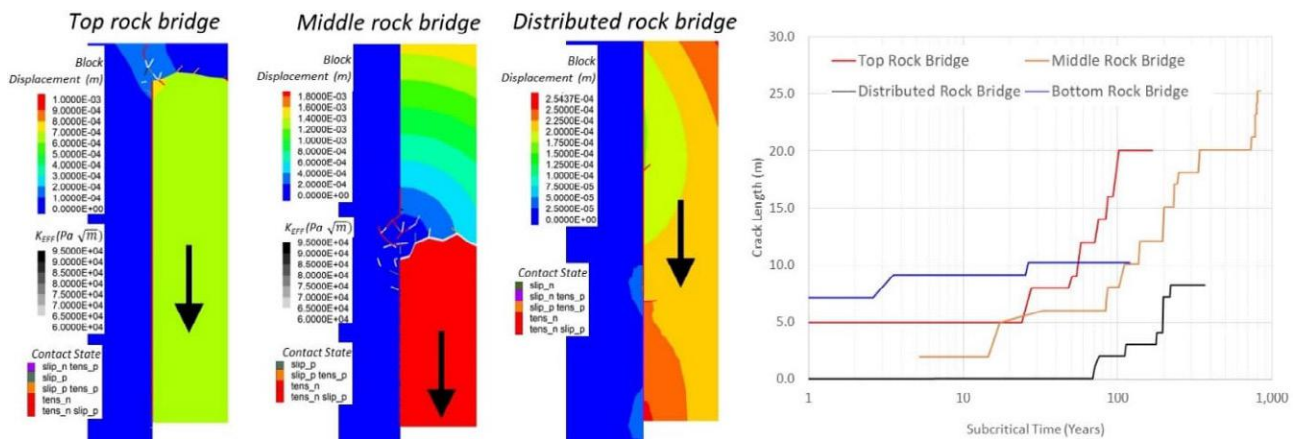 Top rock bridge
Block
Displacement (m)
1.0000E-03
9.0000E-04
8.0000E-04
7.0000E-04
6.0000E-04
5.0000E-04
4.0000E-04
3.0000E-04
2.0000E-04
1.0000E-04
0.0000E+00
KEFF(Pa √m)
9.5000E+04
9.0000E+04
8.5000E+04
8.0000E+04
7.5000E+04
7.0000E+04
6.5000E+04
6.0000E+04
Contact State
slip_n tens_p
slip_p
slip_p tens_p
tens_n
tens_n slip_p
Middle rock bridge
Block
Displacement (m)
1.8000E-03
1.6000E-03
1.4000E-03
1.2000E-03
1.0000E-03
8.0000E-04
6.0000E-04
4.0000E-04
2.0000E-04
0.0000E+00
KEFF(Pa √m)
9.5000E+04
9.0000E+04
8.5000E+04
8.0000E+04
7.5000E+04
7.0000E+04
6.5000E+04
6.0000E+04
Contact State
slip_p
slip_p tens_p
tens_n
tens_n slip_p
Distributed rock bridge
Block
Displacement (m)
2.5437E-04
2.5000E-04
2.2500E-04
2.0000E-04
1.7500E-04
1.5000E-04
1.2500E-04
1.0000E-04
7.5000E-05
5.0000E-05
2.5000E-05
0.0000E+00
Contact State
slip_n
slip_n tens_p
slip_p tens_p
tens_n
tens_n slip_p
30.0
25.0
20.0
15.0
10.0
5.0
0.0
Crack Length (m)
Top Rock Bridge
Middle Rock Bridge
Distributed Rock Bridge
Bottom Rock Bridge
1
10
100
1,000
Subcritical Time (Years)